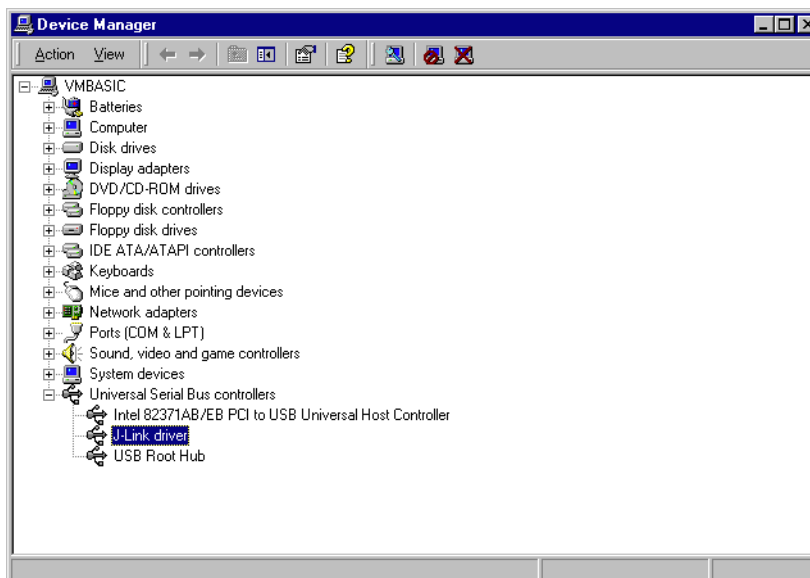 Device Manager
Action View
VMBASIC
Batteries
Computer
Disk drives
Display adapters
DVD/CD-ROM drives
Floppy disk controllers
Floppy disk drives
IDE ATA/ATAPI controllers
Keyboards
Mice and other pointing devices
Network adapters
Ports (COM & LPT)
Sound, video and game controllers
System devices
Universal Serial Bus controllers
Intel 82371AB/EB PCI to USB Universal Host Controller
J-Link driver
USB Root Hub